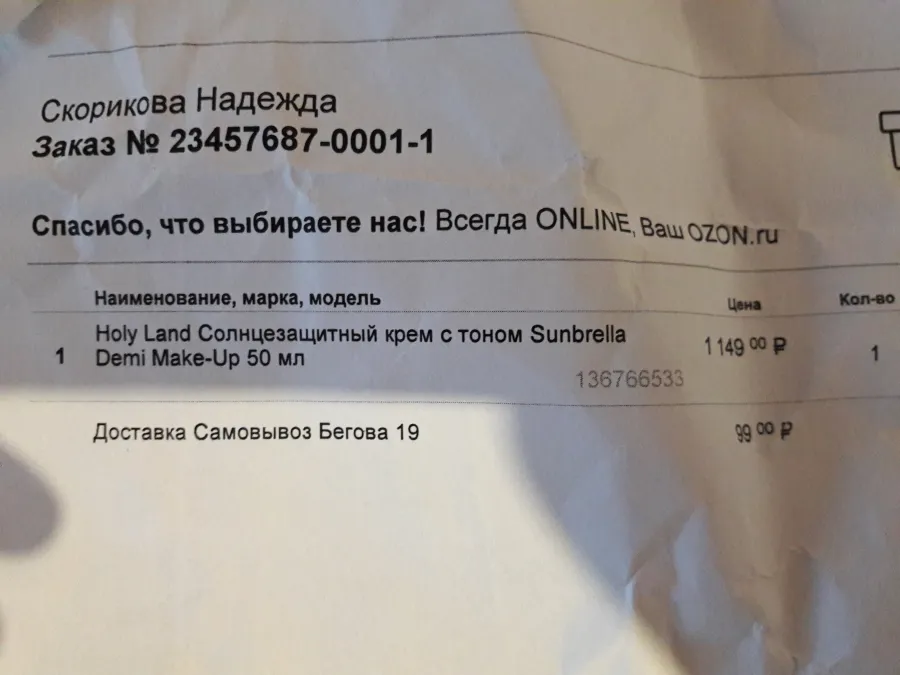 Скорикова Надежда
Заказ № 23457687-0001-1
Спасибо, что выбираете нас! Всегда ONLINE, Ваш OZON.ru
Наименование, марка, модель Цена Кол-во
1 Holy Land Солнцезащитный крем с тоном Sunbrella 1 149 00 ₽ 1
Demi Make-Up 50 мл
136766533
Доставка Самовывоз Бегова 19 99 00 ₽